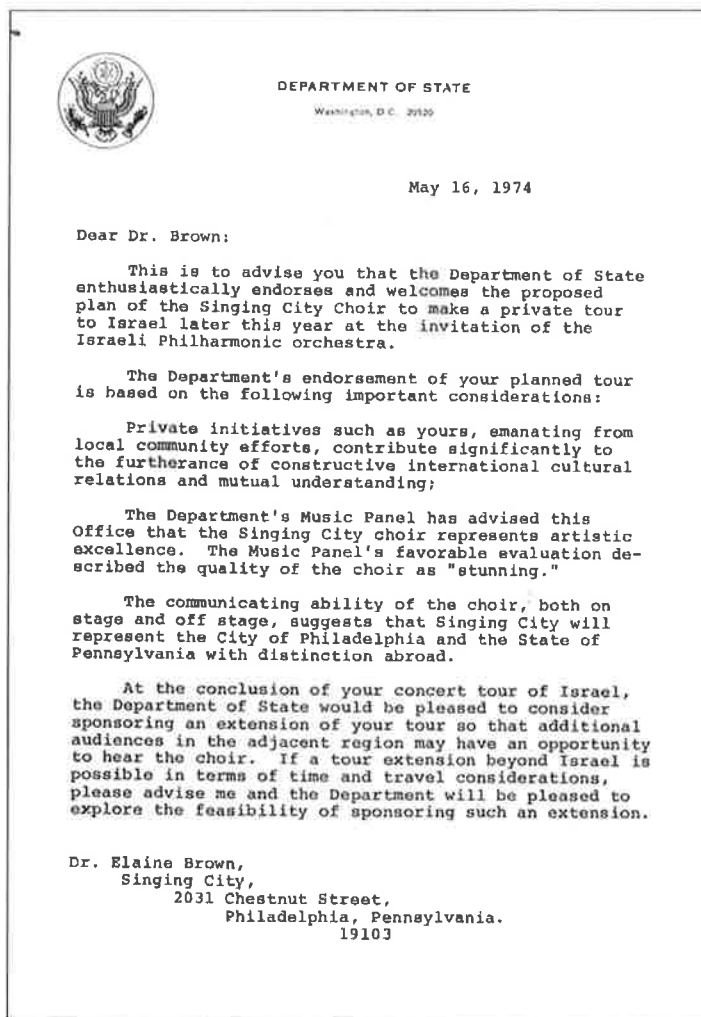 DEPARTMENT OF STATE
Washington, D.C. 20520
May 16, 1974
Dear Dr. Brown:
This is to advise you that the Department of State
enthusiastically endorses and welcomes the proposed
plan of the Singing City Choir to make a private tour
to Israel later this year at the invitation of the
Israeli Philharmonic orchestra.
The Department's endorsement of your planned tour
is based on the following important considerations:
Private initiatives such as yours, emanating from
local community efforts, contribute significantly to
the furtherance of constructive international cultural
relations and mutual understanding;
The Department's Music Panel has advised this
Office that the Singing City choir represents artistic
excellence. The Music Panel's favorable evaluation de-
scribed the quality of the choir as "stunning."
The communicating ability of the choir, both on
stage and off stage, suggests that Singing City will
represent the City of Philadelphia and the State of
Pennsylvania with distinction abroad.
At the conclusion of your concert tour of Israel,
the Department of State would be pleased to consider
sponsoring an extension of your tour so that additional
audiences in the adjacent region may have an opportunity
to hear the choir. If a tour extension beyond Israel is
possible in terms of time and travel considerations,
please advise me and the Department will be pleased to
explore the feasibility of sponsoring such an extension.
Dr. Elaine Brown,
Singing City,
2031 Chestnut Street,
Philadelphia, Pennsylvania.
19103